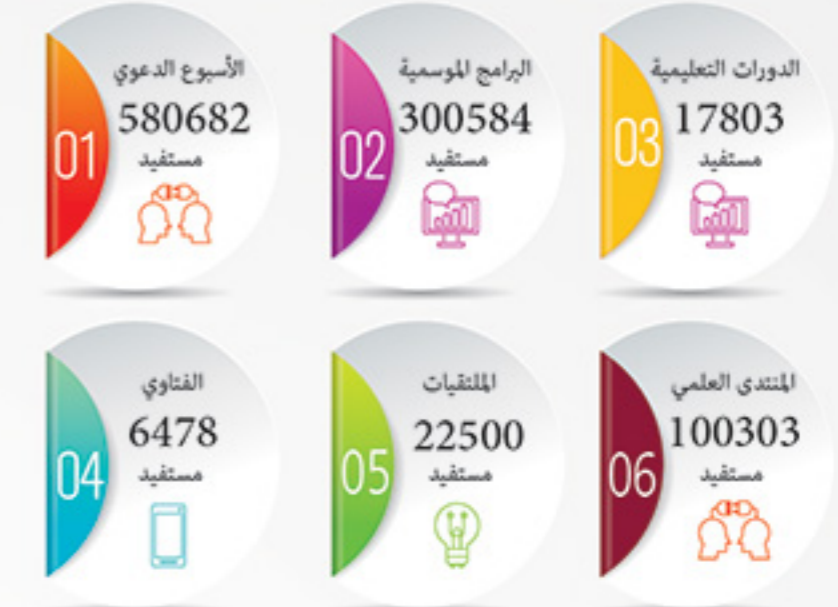 الأسبوع الدعوي
580682
مستفيد
01
البرامج الموسمية
300584
مستفيد
02
الدورات التعليمية
17803
مستفيد
03
الفتاوي
6478
مستفيد
04
الملتقيات
22500
مستفيد
05
المنتدى العلمي
100303
مستفيد
06